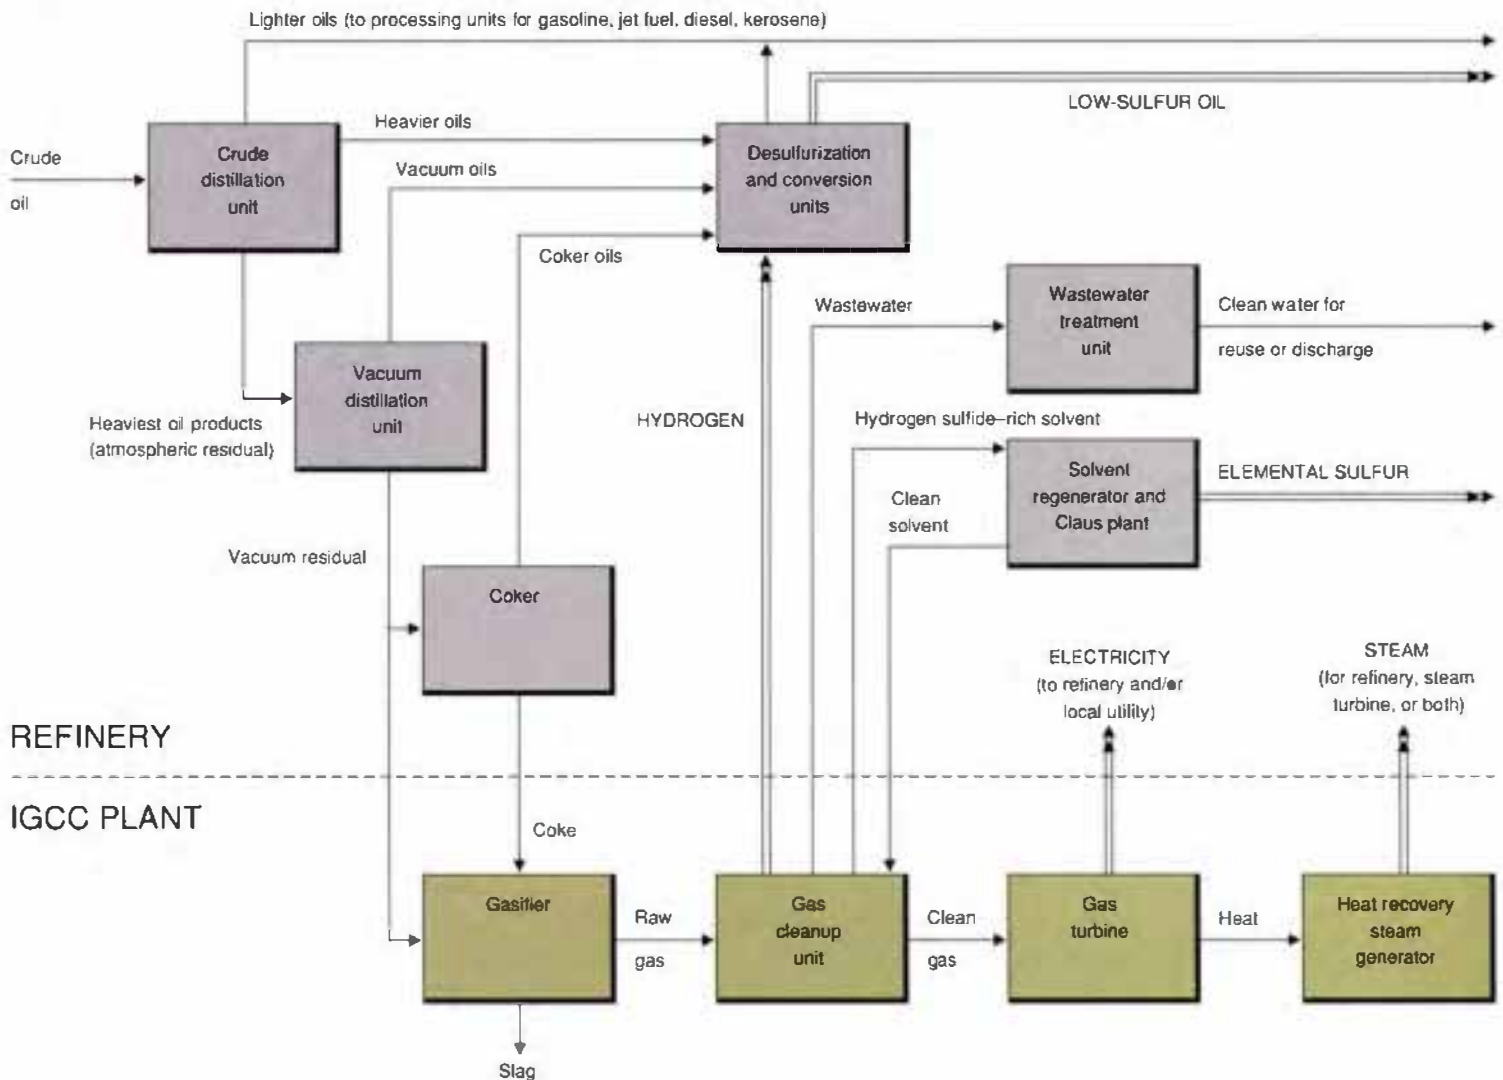 Lighter oils (to processing units for gasoline, jet fuel, diesel, kerosene)
LOW-SULFUR OIL
Heavier oils
Crude
oil
Crude
distillation
unit
Vacuum oils
Desulfurization
and conversion
units
Coker oils
Wastewater
Wastewater
treatment
unit
Clean water for
reuse or discharge
Vacuum
distillation
unit
Heaviest oil products
(atmospheric residual)
HYDROGEN
Hydrogen sulfide–rich solvent
Solvent
regenerator and
Claus plant
ELEMENTAL SULFUR
Clean
solvent
Vacuum residual
Coker
ELECTRICITY
(to refinery and/or
local utility)
STEAM
(for refinery, steam
turbine, or both)
REFINERY
IGCC PLANT
Coke
Gasifier
Raw
gas
Gas
cleanup
unit
Clean
gas
Gas
turbine
Heat
Heat recovery
steam
generator
Slag